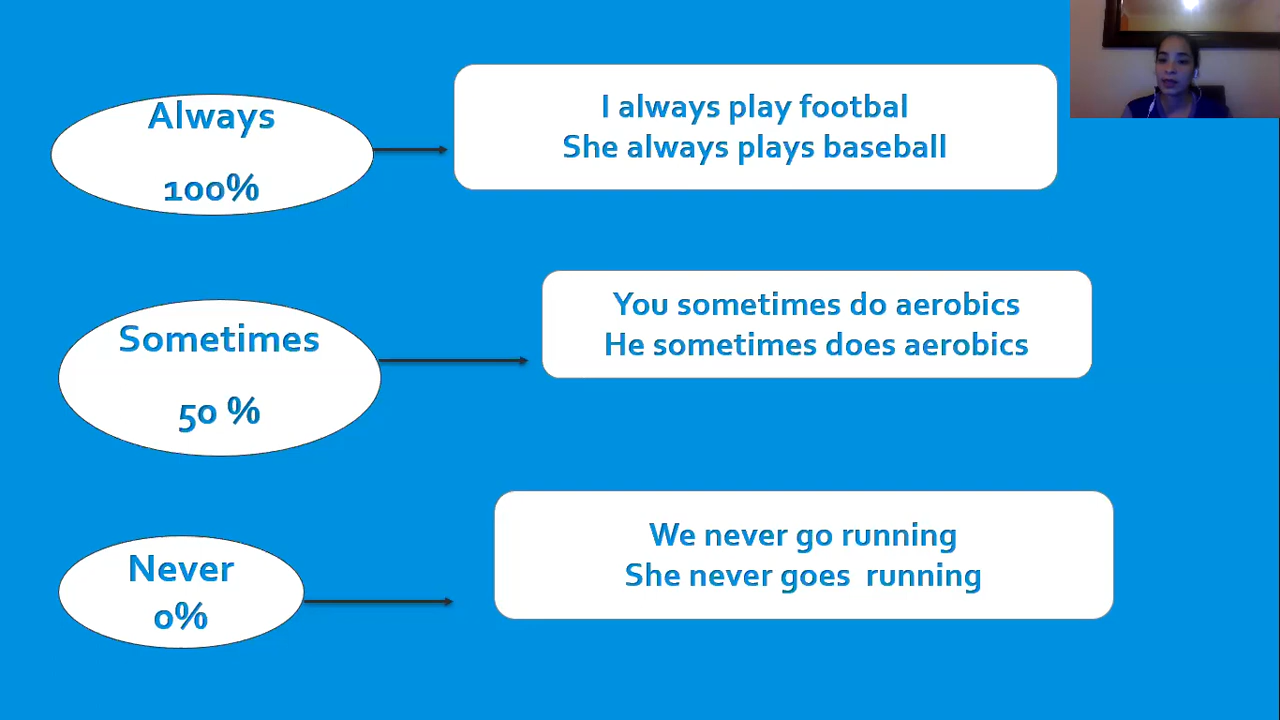 Always
100%
I always play footbal
She always plays baseball
Sometimes
50 %
You sometimes do aerobics
He sometimes does aerobics
Never
0%
We never go running
She never goes  running